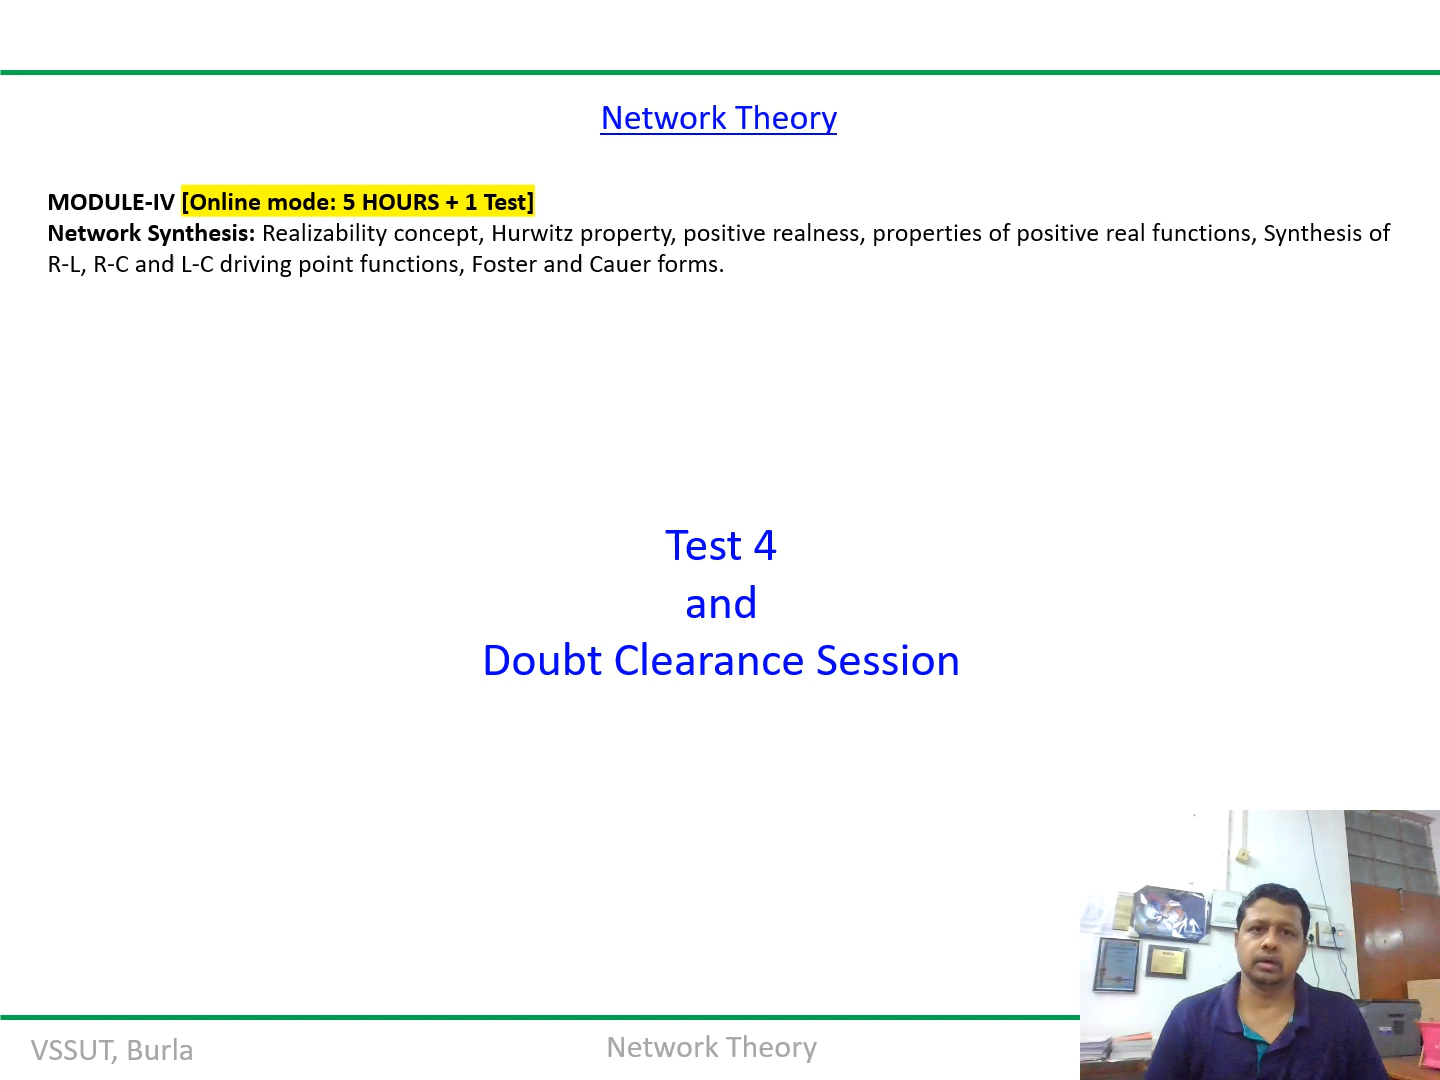 Network Theory
MODULE-IV [Online mode: 5 HOURS + 1 Test]
Network Synthesis: Realizability concept, Hurwitz property, positive realness, properties of positive real functions, Synthesis of
R-L, R-C and L-C driving point functions, Foster and Cauer forms.
Test 4
and
Doubt Clearance Session
VSSUT, Burla
Network Theory